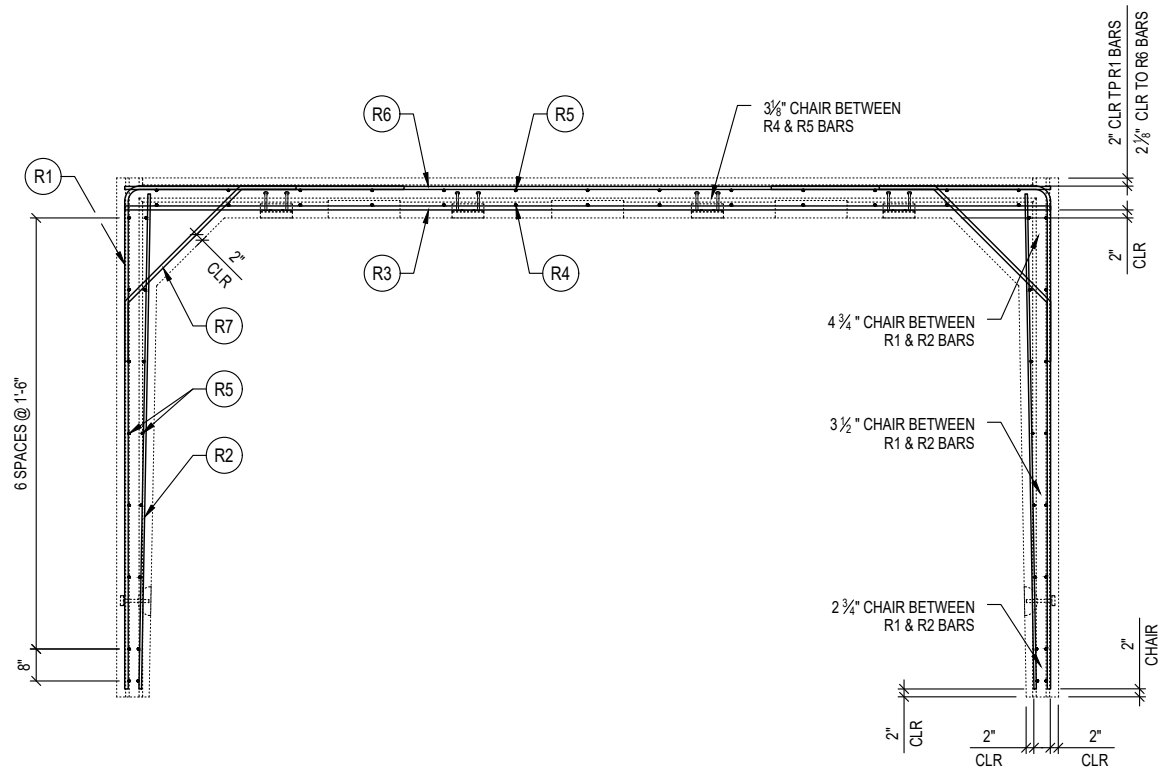 2" CLR TP R1 BARS
2 ⅛" CLR TO R6 BARS
R6
R5
3⅛" CHAIR BETWEEN
R4 & R5 BARS
R1
2"
CLR
R3
R4
2"
CLR
R7
4 ¾" CHAIR BETWEEN
R1 & R2 BARS
6 SPACES @ 1'-6"
R5
3 ½" CHAIR BETWEEN
R1 & R2 BARS
R2
2 ¾" CHAIR BETWEEN
R1 & R2 BARS
8"
2"
CHAIR
2"
CLR
2"
CLR
2"
CLR